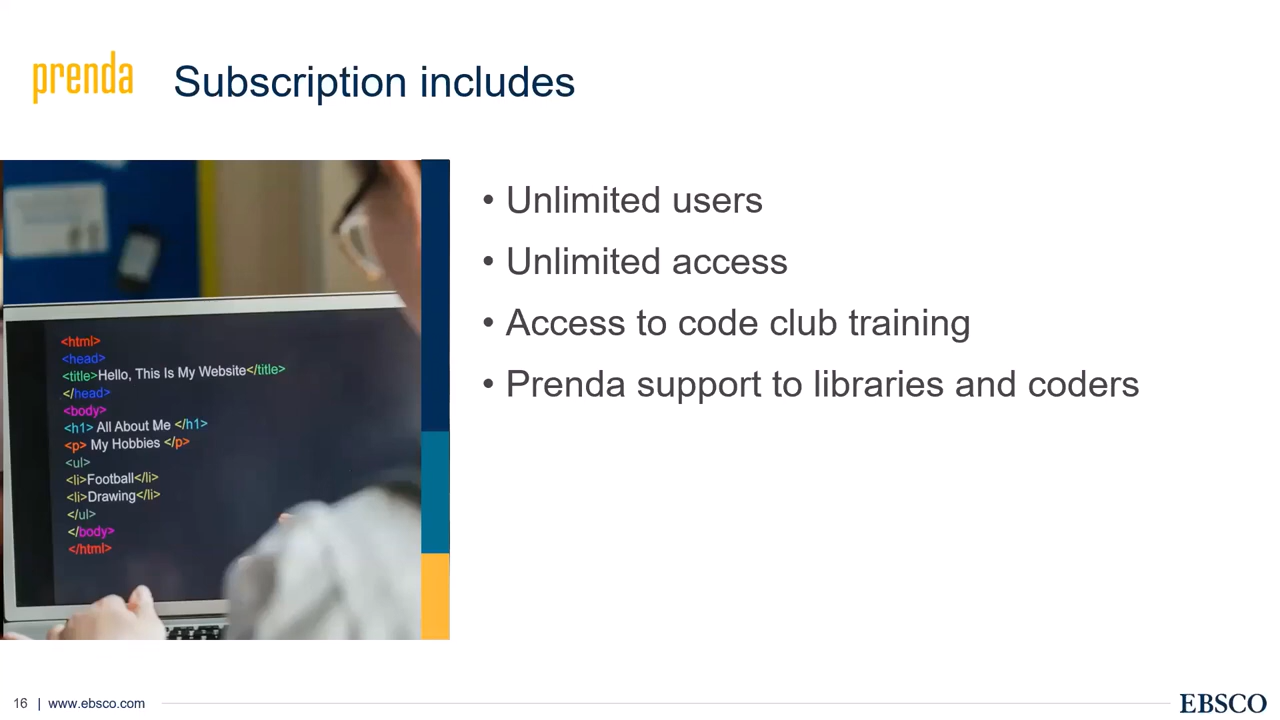 prenda
Subscription includes
• Unlimited users
• Unlimited access
• Access to code club training
• Prenda support to libraries and coders
<html>
<head>
<title>Hello, This Is My Website</title>
</head>
<body>
<h1> All About Me </h1>
<p> My Hobbies </p>
<ul>
<li>Football</li>
<li>Drawing</li>
</ul>
</body>
</html>
16 | www.ebsco.com
EBSCO